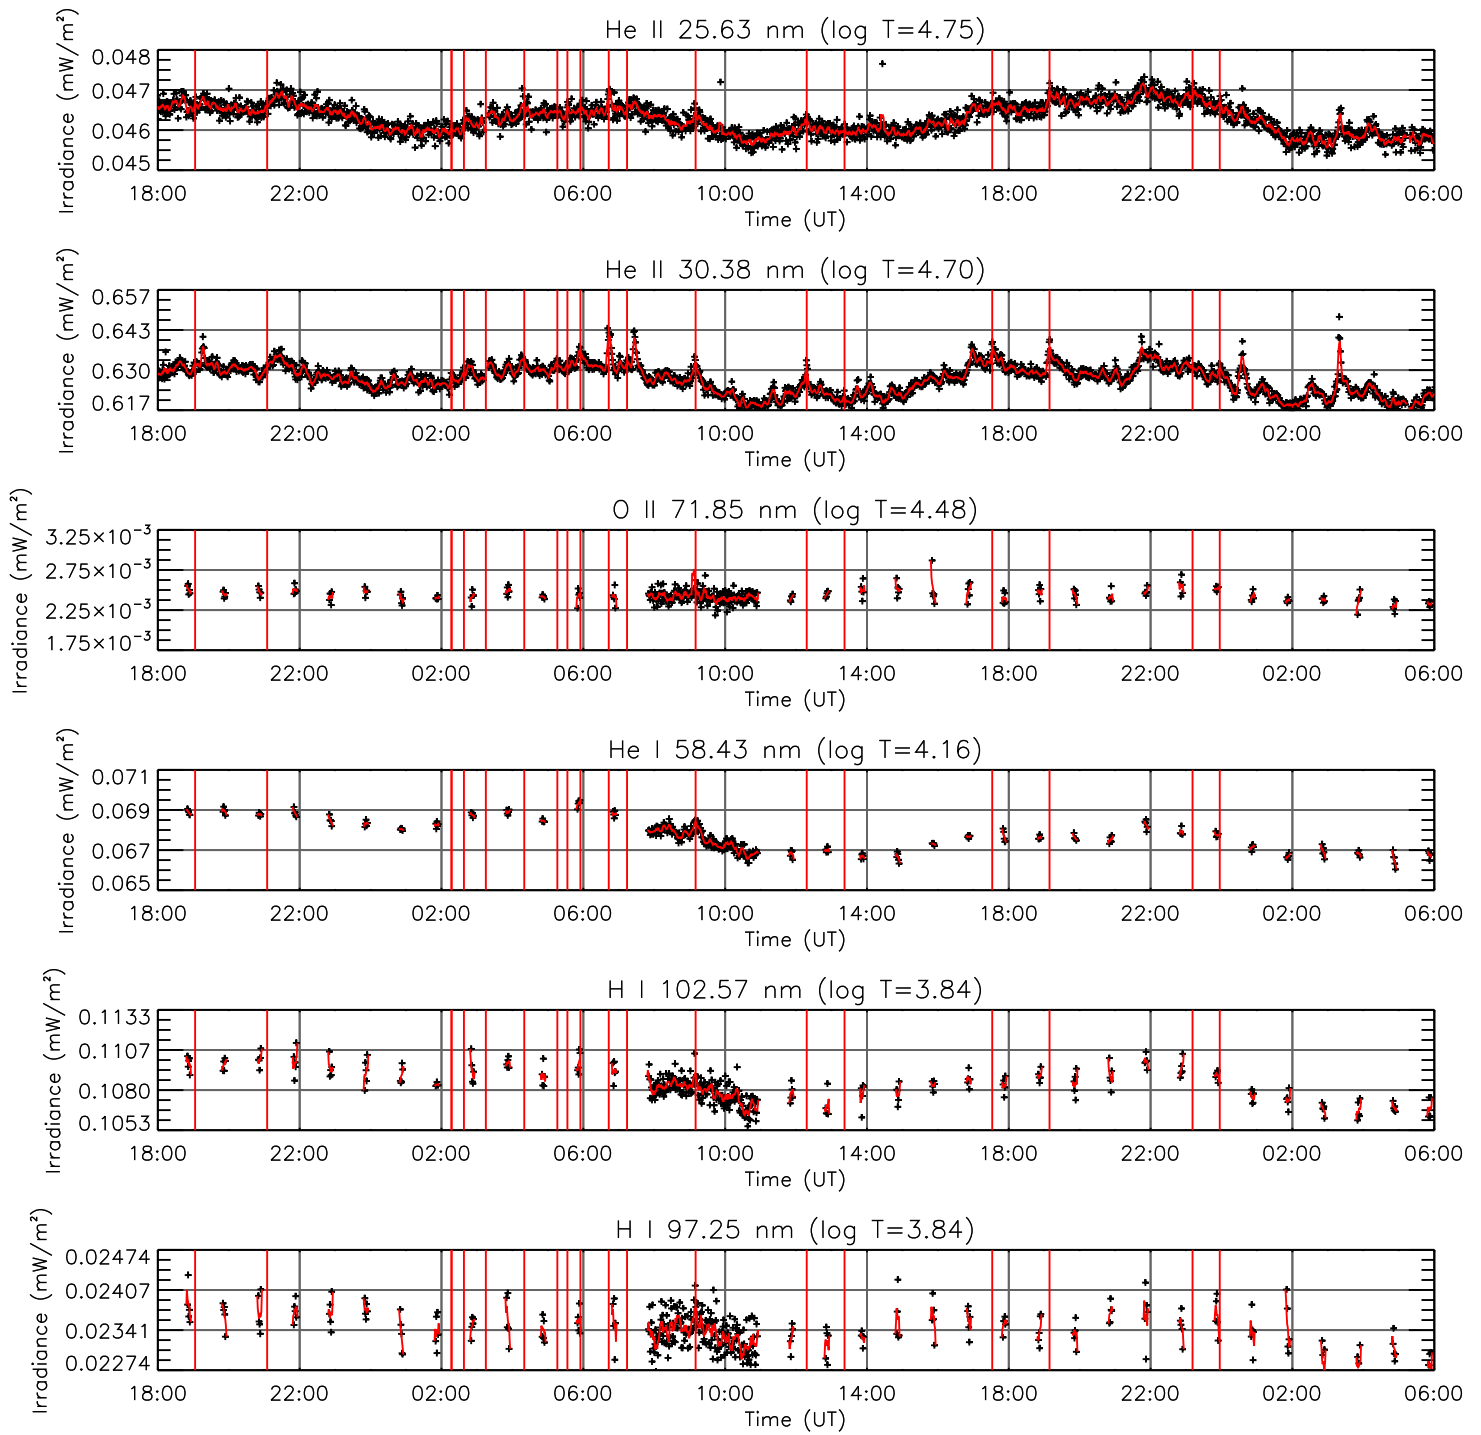 He II 25.63 nm (log T=4.75)
Irradiance (mW/m²)
0.048
0.047
0.046
0.045
18:00 22:00 02:00 06:00 10:00 14:00 18:00 22:00 02:00 06:00
Time (UT)
He II 30.38 nm (log T=4.70)
Irradiance (mW/m²)
0.657
0.643
0.630
0.617
18:00 22:00 02:00 06:00 10:00 14:00 18:00 22:00 02:00 06:00
Time (UT)
O II 71.85 nm (log T=4.48)
Irradiance (mW/m²)
3.25×10⁻³
2.75×10⁻³
2.25×10⁻³
1.75×10⁻³
18:00 22:00 02:00 06:00 10:00 14:00 18:00 22:00 02:00 06:00
Time (UT)
He I 58.43 nm (log T=4.16)
Irradiance (mW/m²)
0.071
0.069
0.067
0.065
18:00 22:00 02:00 06:00 10:00 14:00 18:00 22:00 02:00 06:00
Time (UT)
H I 102.57 nm (log T=3.84)
Irradiance (mW/m²)
0.1133
0.1107
0.1080
0.1053
18:00 22:00 02:00 06:00 10:00 14:00 18:00 22:00 02:00 06:00
Time (UT)
H I 97.25 nm (log T=3.84)
Irradiance (mW/m²)
0.02474
0.02407
0.02341
0.02274
18:00 22:00 02:00 06:00 10:00 14:00 18:00 22:00 02:00 06:00
Time (UT)